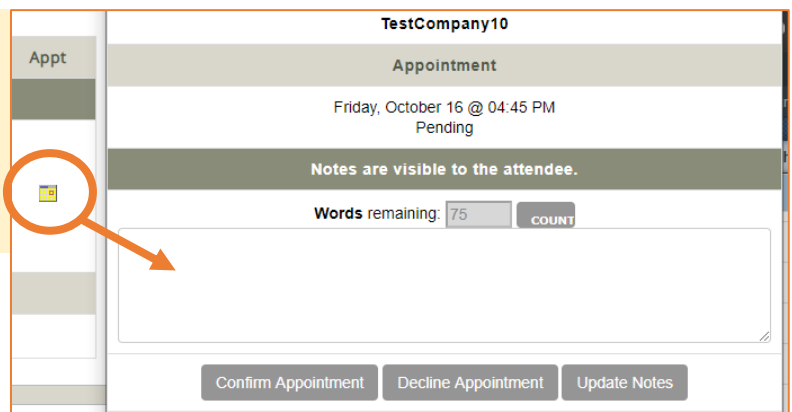 TestCompany10
Appt
Appointment
Friday, October 16 @ 04:45 PM
Pending
Notes are visible to the attendee.
Words remaining: 75 COUNT
Confirm Appointment Decline Appointment Update Notes